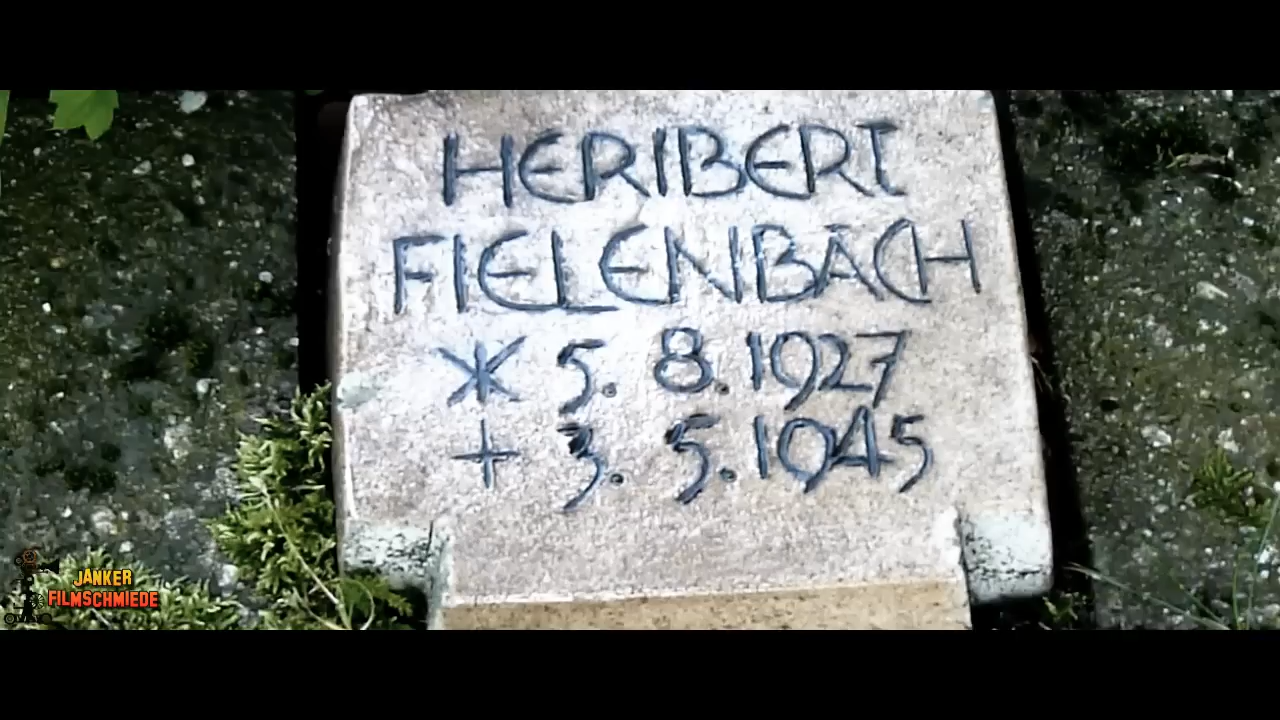 HERIBERT
FIELENBACH
* 5. 8. 1927
+ 3. 5. 1945
JANKER
FILMSCHMIEDE